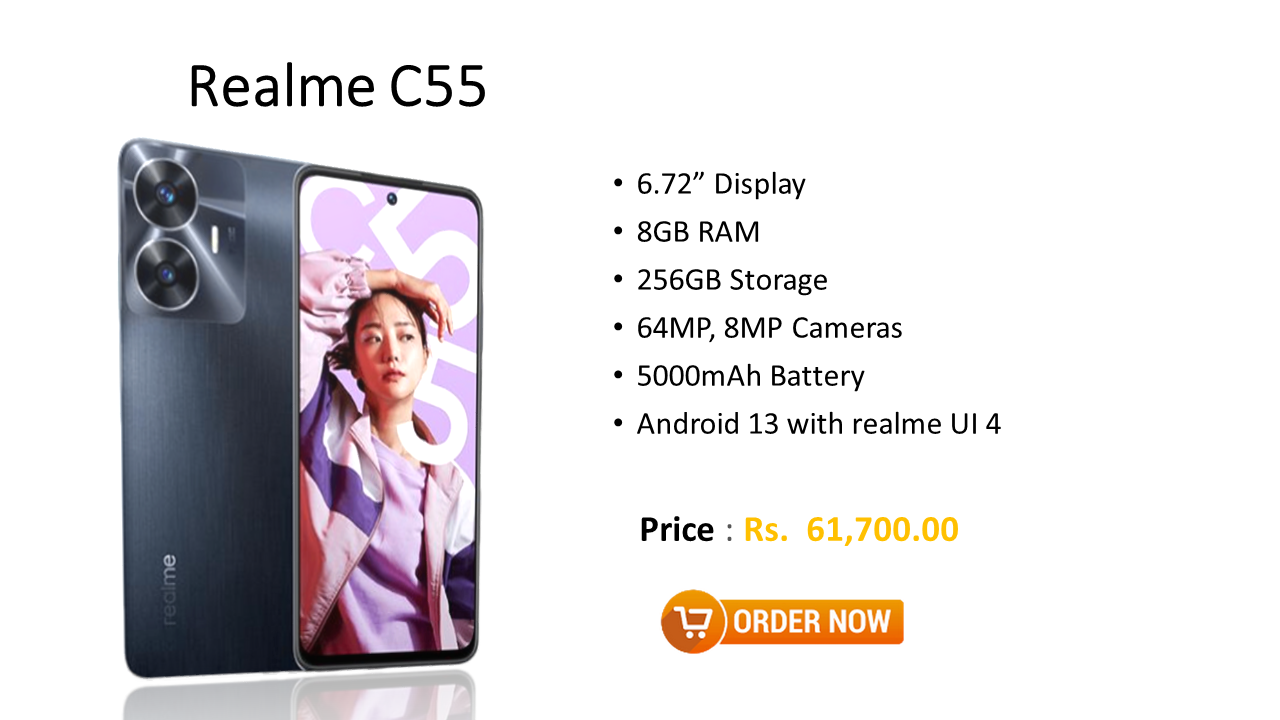 Realme C55
• 6.72” Display
• 8GB RAM
• 256GB Storage
• 64MP, 8MP Cameras
• 5000mAh Battery
• Android 13 with realme UI 4
Price : Rs. 61,700.00
ORDER NOW
realme
C55